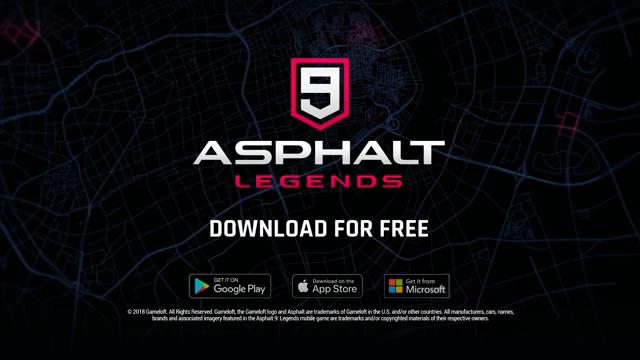 9
ASPHALT
LEGENDS
DOWNLOAD FOR FREE
GET IT ON
Google Play
Download on the
App Store
Get it from
Microsoft
© 2018 Gameloft. All Rights Reserved. Gameloft, the Gameloft logo and Asphalt are trademarks of Gameloft in the U.S. and/or other countries. All manufacturers, cars, names,
brands and associated imagery featured in the Asphalt 9: Legends mobile game are trademarks and/or copyrighted materials of their respective owners.